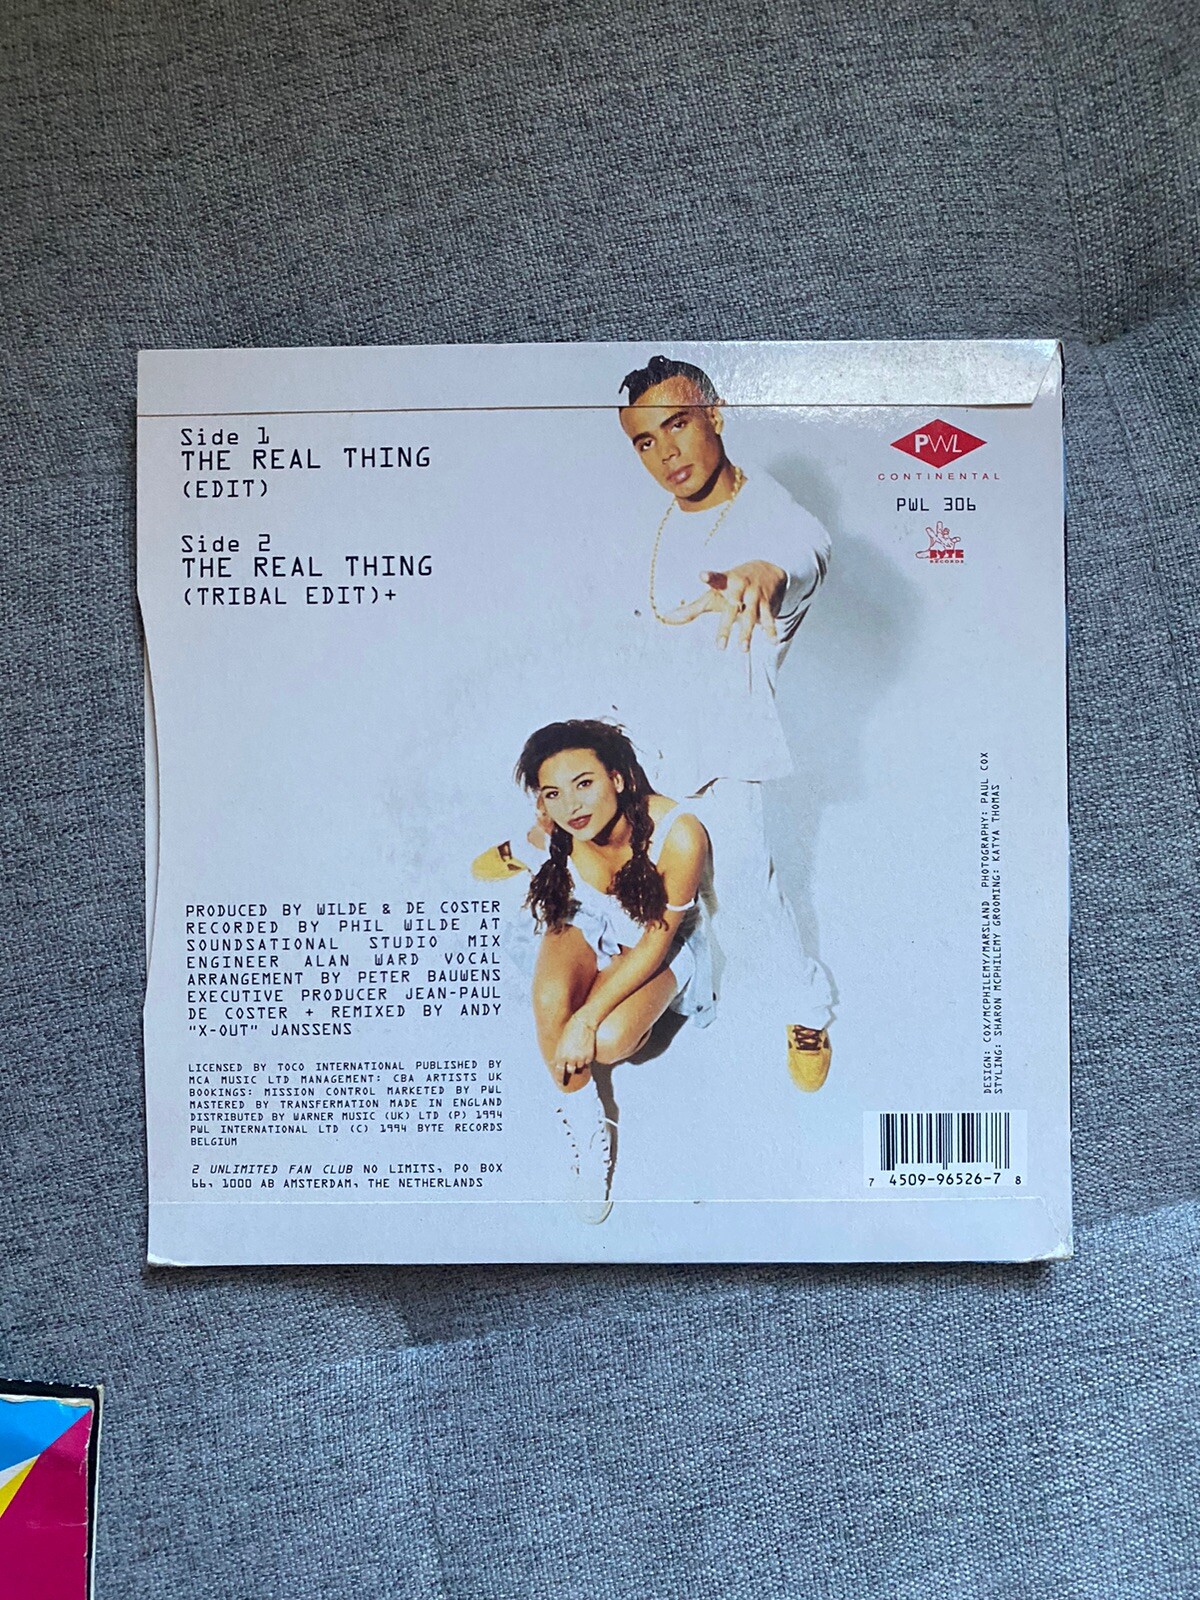 Side 1
THE REAL THING
(EDIT)
Side 2
THE REAL THING
(TRIBAL EDIT)+
PWL
CONTINENTAL
PWL 306
BYTE
RECORDS
PRODUCED BY WILDE & DE COSTER
RECORDED BY PHIL WILDE AT
SOUNDSATIONAL STUDIO MIX
ENGINEER ALAN WARD VOCAL
ARRANGEMENT BY PETER BAUWENS
EXECUTIVE PRODUCER JEAN-PAUL
DE COSTER + REMIXED BY ANDY
"X-OUT" JANSSENS
LICENSED BY TOCO INTERNATIONAL PUBLISHED BY
MCA MUSIC LTD MANAGEMENT: CBA ARTISTS UK
BOOKINGS: MISSION CONTROL MARKETED BY PWL
MASTERED BY TRANSFERMATION MADE IN ENGLAND
DISTRIBUTED BY WARNER MUSIC (UK) LTD (P) 1994
PWL INTERNATIONAL LTD (C) 1994 BYTE RECORDS
BELGIUM
2 UNLIMITED FAN CLUB NO LIMITS, PO BOX
66, 1000 AB AMSTERDAM, THE NETHERLANDS
DESIGN: COX/MCPHILEMY/MARSLAND PHOTOGRAPHY: PAUL COX
STYLING: SHARON MCPHILEMY GROOMING: KATYA THOMAS
7 45099-96526-7 8